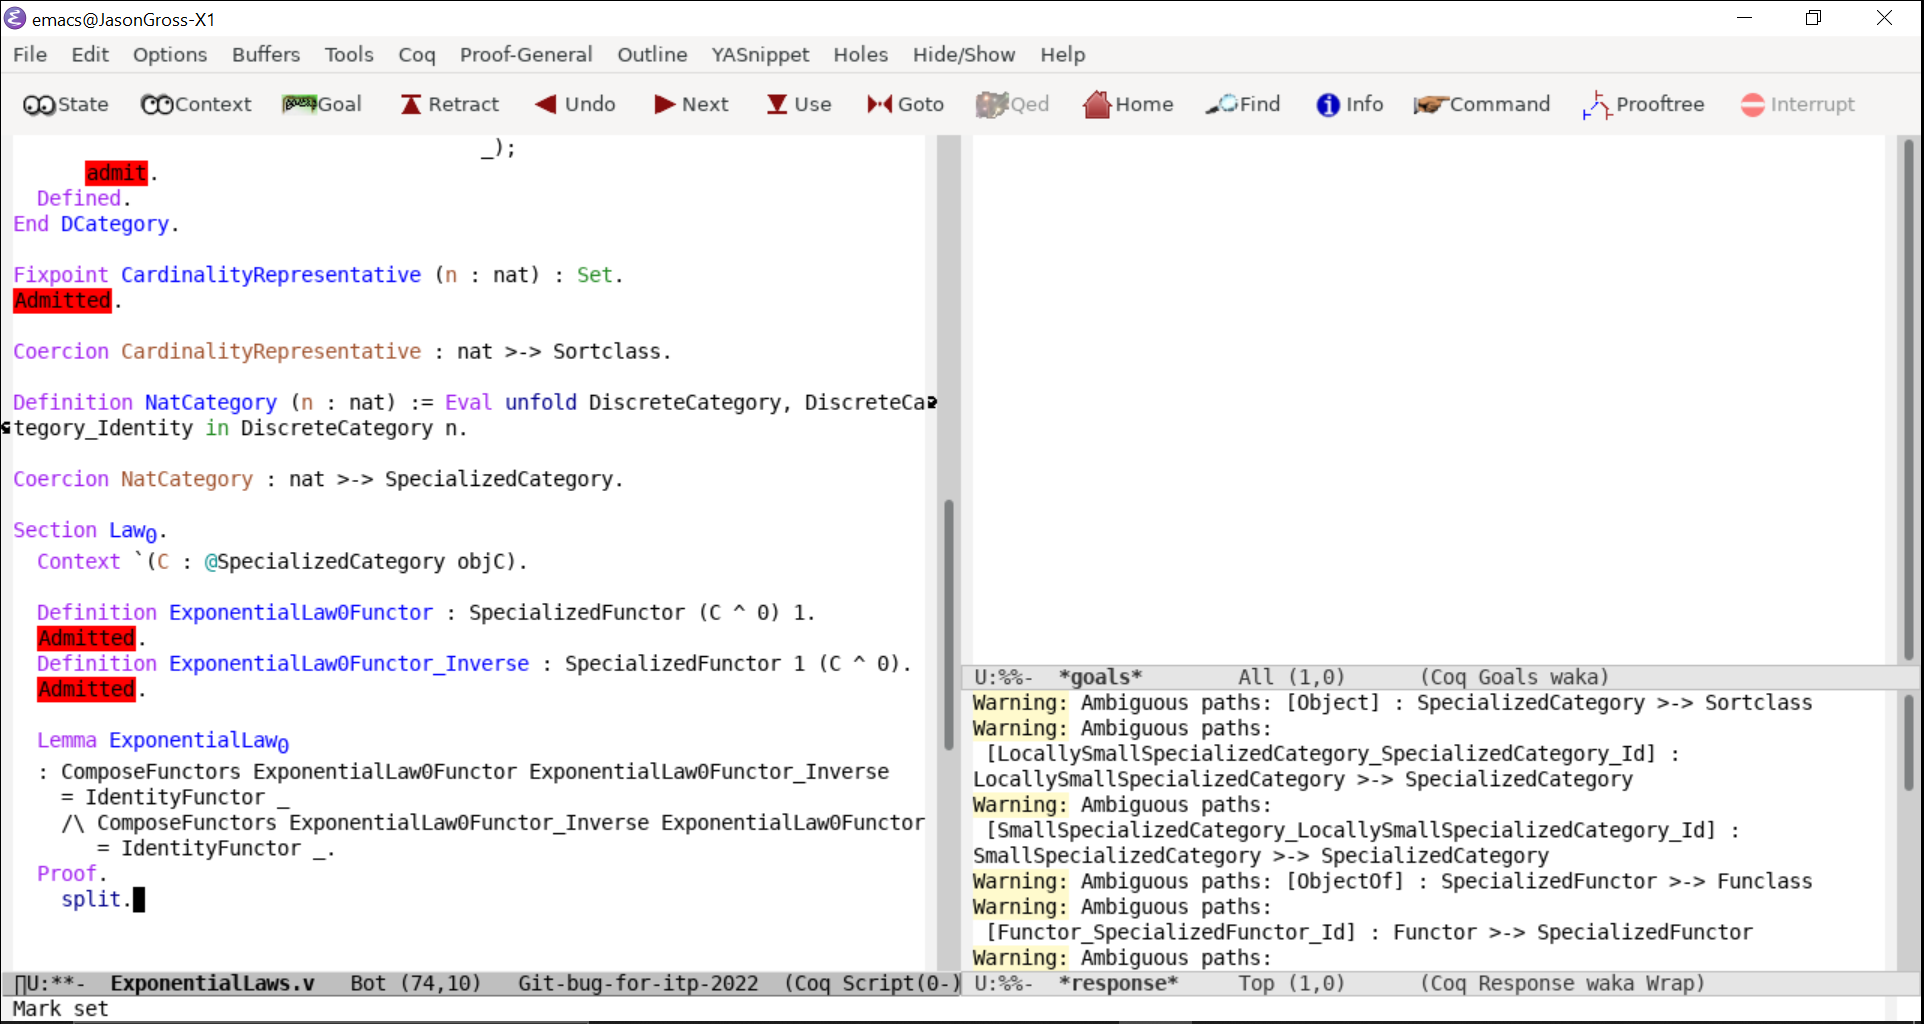 emacs@JasonGross-X1
File Edit Options Buffers Tools Coq Proof-General Outline YASnippet Holes Hide/Show Help
State Context Goal Retract Undo Next Use Goto Qed Home Find Info Command Prooftree Interrupt
_);
admit.
Defined.
End DCategory.
Fixpoint CardinalityRepresentative (n : nat) : Set.
Admitted.
Coercion CardinalityRepresentative : nat >-> Sortclass.
Definition NatCategory (n : nat) := Eval unfold DiscreteCategory, DiscreteCa
tegory_Identity in DiscreteCategory n.
Coercion NatCategory : nat >-> SpecializedCategory.
Section Law₀.
Context `(C : @SpecializedCategory objC).
Definition ExponentialLaw0Functor : SpecializedFunctor (C ^ 0) 1.
Admitted.
Definition ExponentialLaw0Functor_Inverse : SpecializedFunctor 1 (C ^ 0).
Admitted.
Lemma ExponentialLaw₀
: ComposeFunctors ExponentialLaw0Functor ExponentialLaw0Functor_Inverse
= IdentityFunctor _
/\ ComposeFunctors ExponentialLaw0Functor_Inverse ExponentialLaw0Functor
= IdentityFunctor _.
Proof.
split.
U:**-  ExponentialLaws.v   Bot (74,10)   Git-bug-for-itp-2022  (Coq Script(0-)
Mark set
U:%%-  *goals*        All (1,0)      (Coq Goals waka)
Warning: Ambiguous paths: [Object] : SpecializedCategory >-> Sortclass
Warning: Ambiguous paths:
[LocallySmallSpecializedCategory_SpecializedCategory_Id] :
LocallySmallSpecializedCategory >-> SpecializedCategory
Warning: Ambiguous paths:
[SmallSpecializedCategory_LocallySmallSpecializedCategory_Id] :
SmallSpecializedCategory >-> SpecializedCategory
Warning: Ambiguous paths: [ObjectOf] : SpecializedFunctor >-> Funclass
Warning: Ambiguous paths:
[Functor_SpecializedFunctor_Id] : Functor >-> SpecializedFunctor
Warning: Ambiguous paths:
U:%%-  *response*     Top (1,0)      (Coq Response waka Wrap)